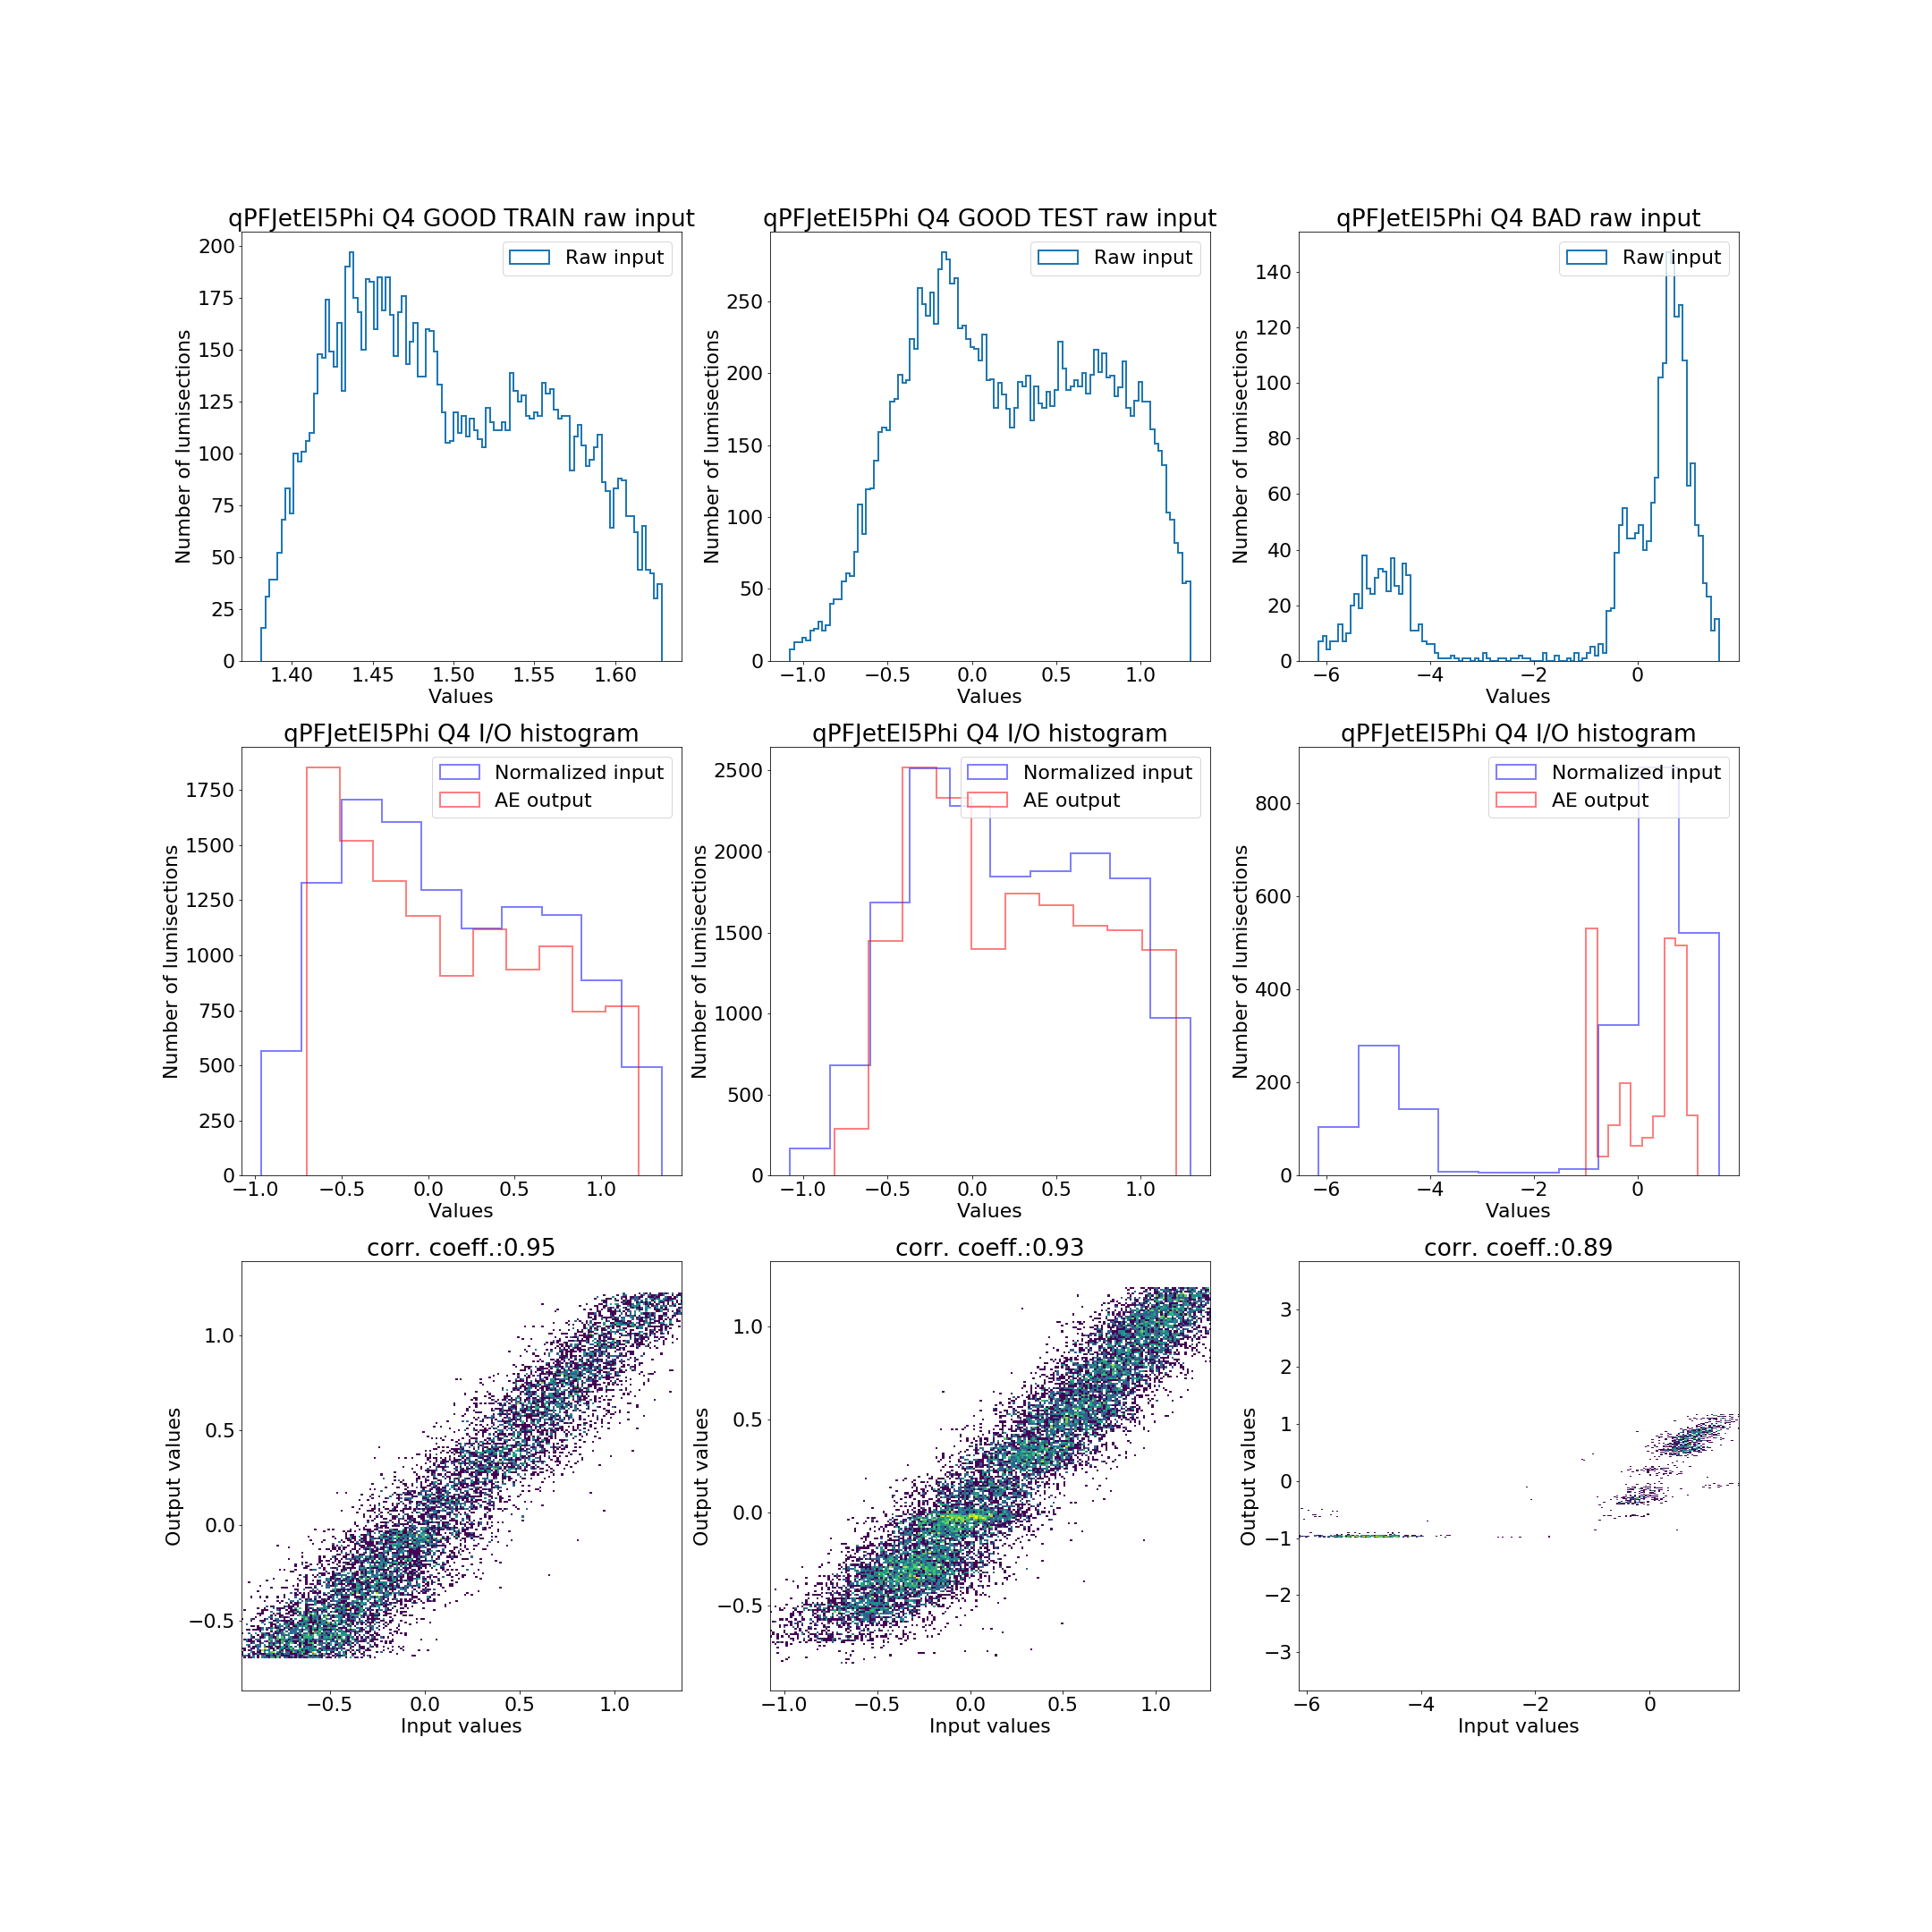 qPFJetEI5Phi Q4 GOOD TRAIN raw input
qPFJetEI5Phi Q4 GOOD TEST raw input
qPFJetEI5Phi Q4 BAD raw input
Raw input
Raw input
Raw input
Number of lumisections
200
175
150
125
100
75
50
25
0
1.40 1.45 1.50 1.55 1.60
Values
Number of lumisections
250
200
150
100
50
0
−1.0 −0.5 0.0 0.5 1.0
Values
Number of lumisections
140
120
100
80
60
40
20
0
−6 −4 −2 0
Values
qPFJetEI5Phi Q4 I/O histogram
qPFJetEI5Phi Q4 I/O histogram
qPFJetEI5Phi Q4 I/O histogram
Normalized input
AE output
Normalized input
AE output
Normalized input
AE output
Number of lumisections
1750
1500
1250
1000
750
500
250
0
−1.0 −0.5 0.0 0.5 1.0
Values
Number of lumisections
2500
2000
1500
1000
500
0
−1.0 −0.5 0.0 0.5 1.0
Values
Number of lumisections
800
600
400
200
0
−6 −4 −2 0
Values
corr. coeff.:0.95
corr. coeff.:0.93
corr. coeff.:0.89
Output values
1.0
0.5
0.0
−0.5
−0.5 0.0 0.5 1.0
Input values
Output values
1.0
0.5
0.0
−0.5
−1.0 −0.5 0.0 0.5 1.0
Input values
Output values
3
2
1
0
−1
−2
−3
−6 −4 −2 0
Input values